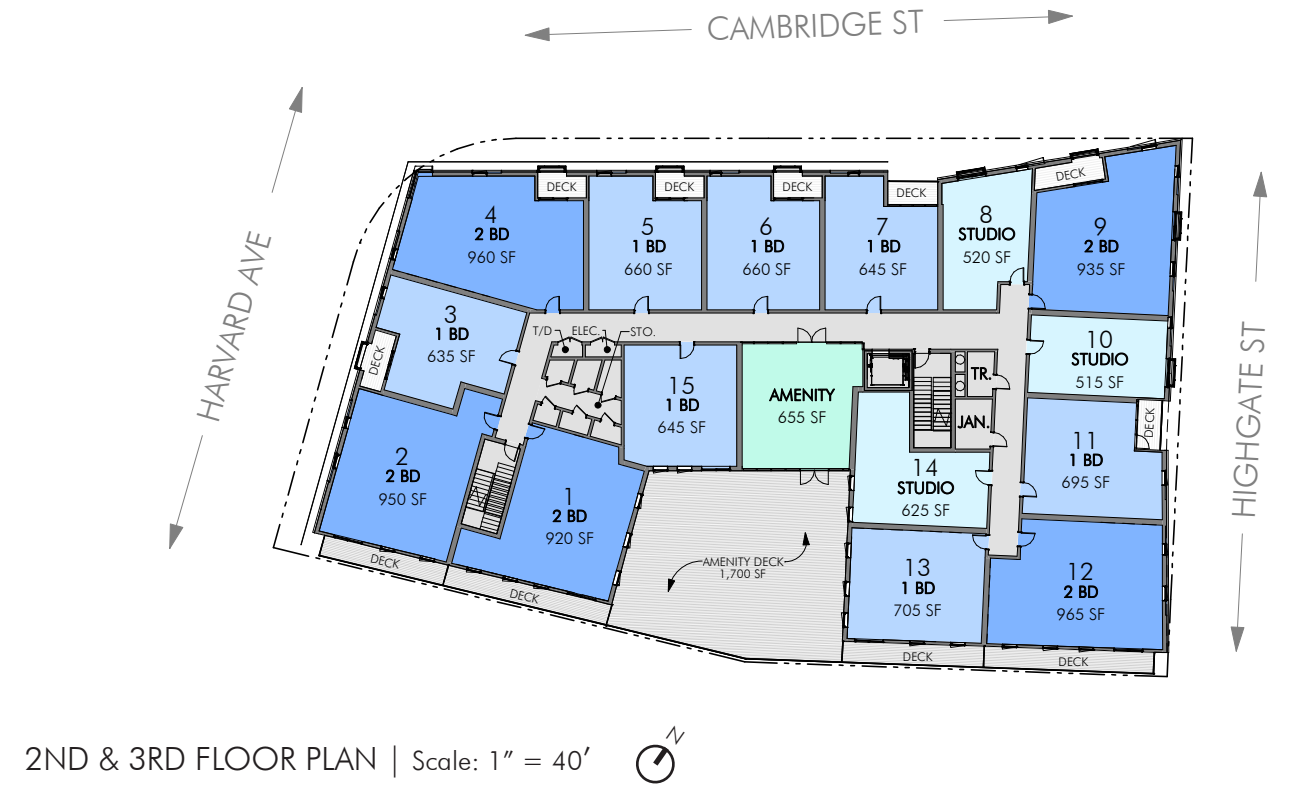 CAMBRIDGE ST
HARVARD AVE
HIGHGATE ST
4
2 BD
960 SF
DECK
5
1 BD
660 SF
DECK
6
1 BD
660 SF
DECK
7
1 BD
645 SF
DECK
8
STUDIO
520 SF
DECK
9
2 BD
935 SF
3
1 BD
635 SF
DECK
T/D
ELEC.
STO.
15
1 BD
645 SF
AMENITY
655 SF
TR.
JAN.
10
STUDIO
515 SF
DECK
11
1 BD
695 SF
2
2 BD
950 SF
DECK
1
2 BD
920 SF
DECK
AMENITY DECK
1,700 SF
14
STUDIO
625 SF
13
1 BD
705 SF
DECK
12
2 BD
965 SF
DECK
2ND & 3RD FLOOR PLAN | Scale: 1” = 40’
N